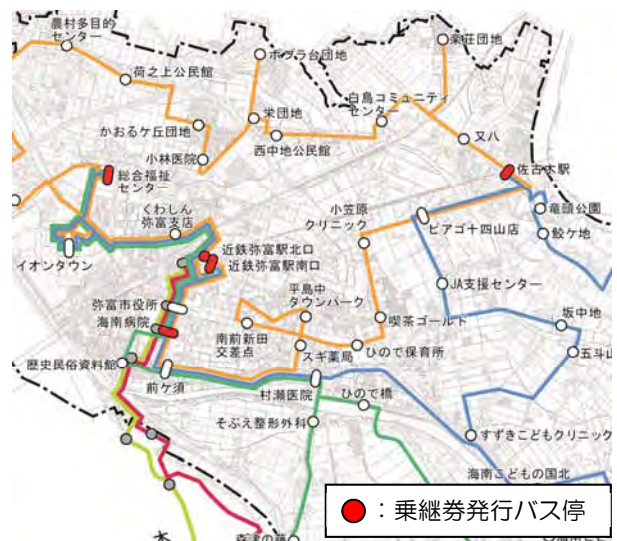 農村多目的
センター
荷之上公民館
ポプラ台団地
楽荘団地
白鳥コミュニティ
センター
栄団地
かおるケ丘団地
西中地公民館
又八
小林医院
佐古木駅
総合福祉
センター
くわしん
弥富支店
小笠原
クリニック
竜頭公園
ピアゴ十四山店
鮫ケ地
イオンタウン
近鉄弥富駅北口
近鉄弥富駅南口
JA支援センター
弥富市役所
平島中
タウンパーク
海南病院
喫茶ゴールド
坂中地
南前新田
交差点
スギ薬局
ひので保育所
五斗山
歴史民俗資料館
前ケ須
村瀬医院
ひので橋
そぶえ整形外科
すずきこどもクリニック
海南こどもの国北
●：乗継券発行バス停